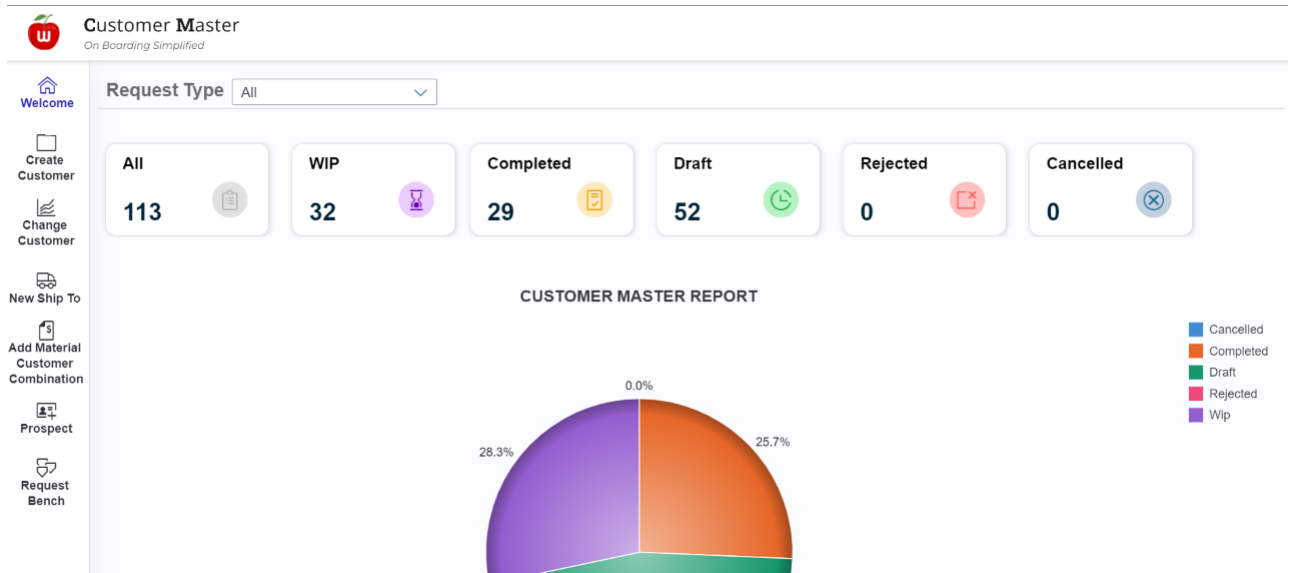 w
Customer Master
On Boarding Simplified
Welcome
Create
Customer
Change
Customer
New Ship To
Add Material
Customer
Combination
Prospect
Request
Bench
Request Type All
All
113
WIP
32
Completed
29
Draft
52
Rejected
0
Cancelled
0
CUSTOMER MASTER REPORT
Cancelled
Completed
Draft
Rejected
Wip
0.0%
28.3%
25.7%